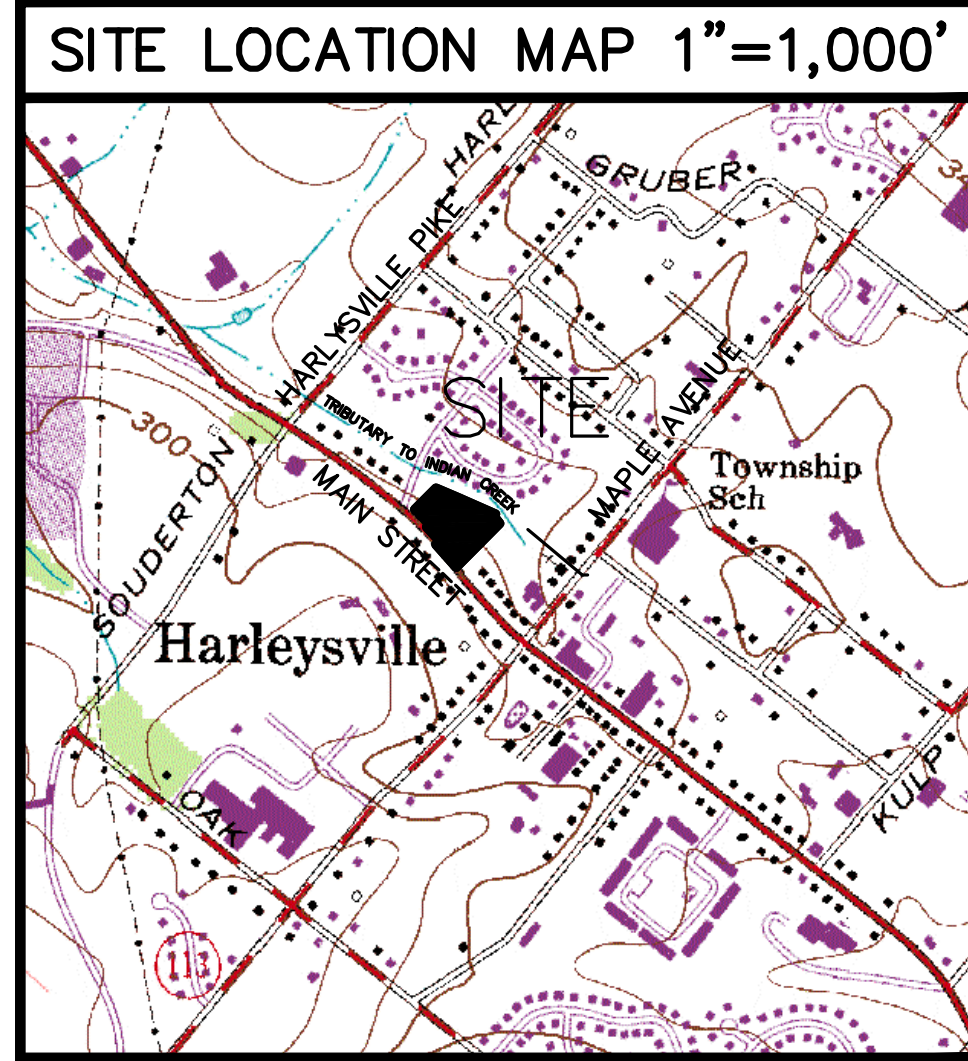 SITE LOCATION MAP 1"=1,000'
HARL
GRUBER
HARLYSVILLE PIKE
SITE
TRIBUTARY TO INDIAN CREEK
MAPLE AVENUE
300
SOUDERTON
MAIN STREET
Township
Sch
Harleysville
OAK
KULP
113